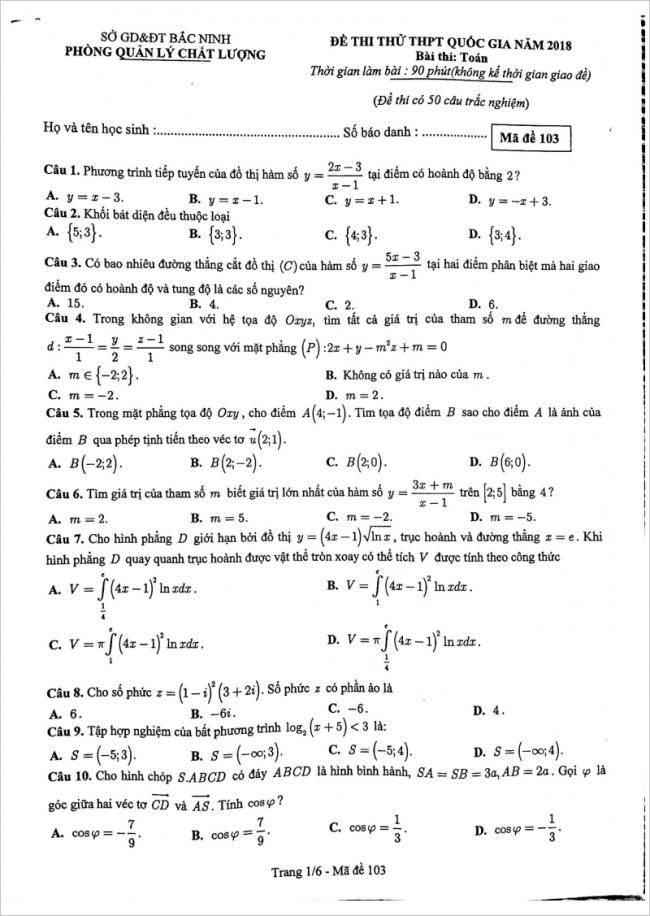 SỞ GD&ĐT BẮC NINH
PHÒNG QUẢN LÝ CHẤT LƯỢNG
ĐỀ THI THỬ THPT QUỐC GIA NĂM 2018
Bài thi: Toán
Thời gian làm bài : 90 phút(không kể thời gian giao đề)
(Đề thi có 50 câu trắc nghiệm)
Họ và tên học sinh :.................................................... Số báo danh : ...................
Mã đề 103
Câu 1. Phương trình tiếp tuyến của đồ thị hàm số y = (2x − 3)/(x − 1) tại điểm có hoành độ bằng 2?
A. y = x − 3. B. y = x − 1. C. y = x + 1. D. y = −x + 3.
Câu 2. Khối bát diện đều thuộc loại
A. {5;3}. B. {3;3}. C. {4;3}. D. {3;4}.
Câu 3. Có bao nhiêu đường thẳng cắt đồ thị (C) của hàm số y = (5x − 3)/(x − 1) tại hai điểm phân biệt mà hai giao
điểm đó có hoành độ và tung độ là các số nguyên?
A. 15. B. 4. C. 2. D. 6.
Câu 4. Trong không gian với hệ tọa độ Oxyz, tìm tất cả giá trị của tham số m để đường thẳng
d : (x − 1)/1 = y/2 = (z − 1)/1 song song với mặt phẳng (P) : 2x + y − m²z + m = 0
A. m ∈ {−2;2}. B. Không có giá trị nào của m .
C. m = −2. D. m = 2.
Câu 5. Trong mặt phẳng tọa độ Oxy , cho điểm A(4;−1). Tìm tọa độ điểm B sao cho điểm A là ảnh của
điểm B qua phép tịnh tiến theo véc tơ u⃗(2;1).
A. B(−2;2). B. B(2;−2). C. B(2;0). D. B(6;0).
Câu 6. Tìm giá trị của tham số m biết giá trị lớn nhất của hàm số y = (3x + m)/(x − 1) trên [2;5] bằng 4?
A. m = 2. B. m = 5. C. m = −2. D. m = −5.
Câu 7. Cho hình phẳng D giới hạn bởi đồ thị y = (4x − 1)√ln x , trục hoành và đường thẳng x = e . Khi
hình phẳng D quay quanh trục hoành được vật thể tròn xoay có thể tích V được tính theo công thức
A. V = ∫_{1/4}^{e} (4x − 1)² ln xdx . B. V = ∫_{1}^{e} (4x − 1)² ln xdx .
C. V = π∫_{1}^{e} (4x − 1)² ln xdx . D. V = π∫_{1/4}^{e} (4x − 1)² ln xdx .
Câu 8. Cho số phức z = (1 − i)²(3 + 2i). Số phức z có phần ảo là
A. 6. B. −6i. C. −6. D. 4.
Câu 9. Tập hợp nghiệm của bất phương trình log₂(x + 5) < 3 là:
A. S = (−5;3). B. S = (−∞;3). C. S = (−5;4). D. S = (−∞;4).
Câu 10. Cho hình chóp S.ABCD có đáy ABCD là hình bình hành, SA = SB = 3a, AB = 2a . Gọi φ là
góc giữa hai véc tơ CD⃗ và AS⃗. Tính cosφ ?
A. cosφ = −7/9. B. cosφ = 7/9. C. cosφ = 1/3. D. cosφ = −1/3.
Trang 1/6 - Mã đề 103